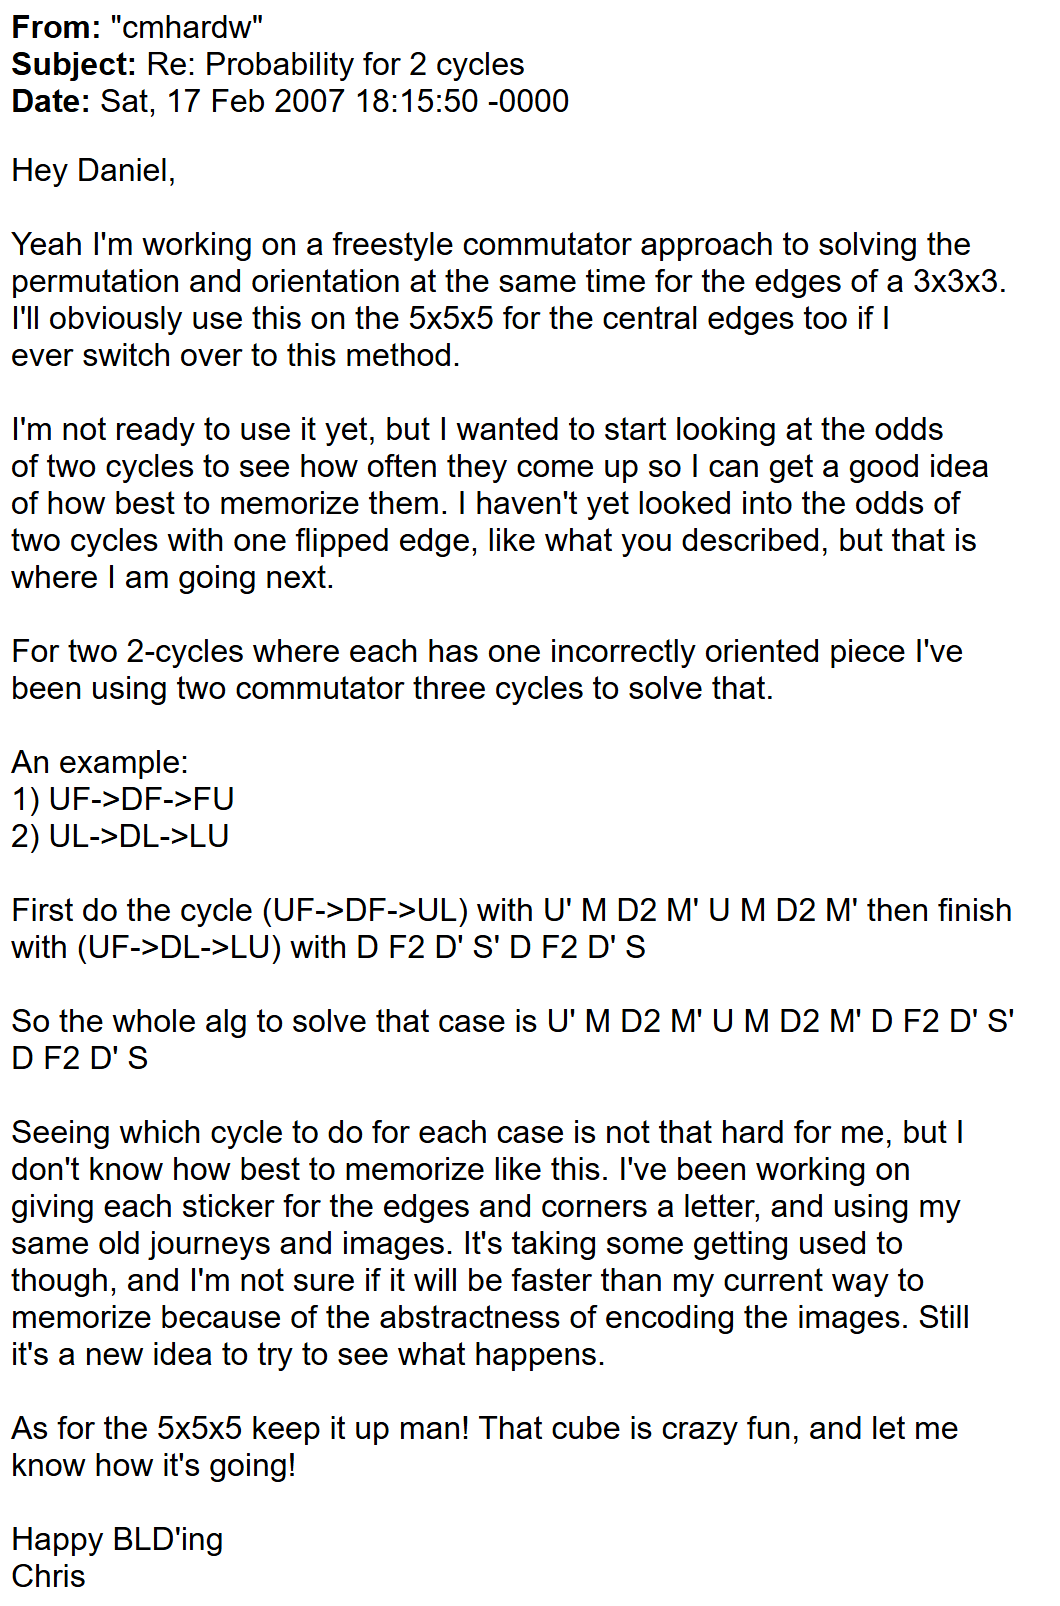 From: "cmhardw"
Subject: Re: Probability for 2 cycles
Date: Sat, 17 Feb 2007 18:15:50 -0000
Hey Daniel,
Yeah I'm working on a freestyle commutator approach to solving the
permutation and orientation at the same time for the edges of a 3x3x3.
I'll obviously use this on the 5x5x5 for the central edges too if I
ever switch over to this method.
I'm not ready to use it yet, but I wanted to start looking at the odds
of two cycles to see how often they come up so I can get a good idea
of how best to memorize them. I haven't yet looked into the odds of
two cycles with one flipped edge, like what you described, but that is
where I am going next.
For two 2-cycles where each has one incorrectly oriented piece I've
been using two commutator three cycles to solve that.
An example:
1) UF->DF->FU
2) UL->DL->LU
First do the cycle (UF->DF->UL) with U' M D2 M' U M D2 M' then finish
with (UF->DL->LU) with D F2 D' S' D F2 D' S
So the whole alg to solve that case is U' M D2 M' U M D2 M' D F2 D' S'
D F2 D' S
Seeing which cycle to do for each case is not that hard for me, but I
don't know how best to memorize like this. I've been working on
giving each sticker for the edges and corners a letter, and using my
same old journeys and images. It's taking some getting used to
though, and I'm not sure if it will be faster than my current way to
memorize because of the abstractness of encoding the images. Still
it's a new idea to try to see what happens.
As for the 5x5x5 keep it up man! That cube is crazy fun, and let me
know how it's going!
Happy BLD'ing
Chris